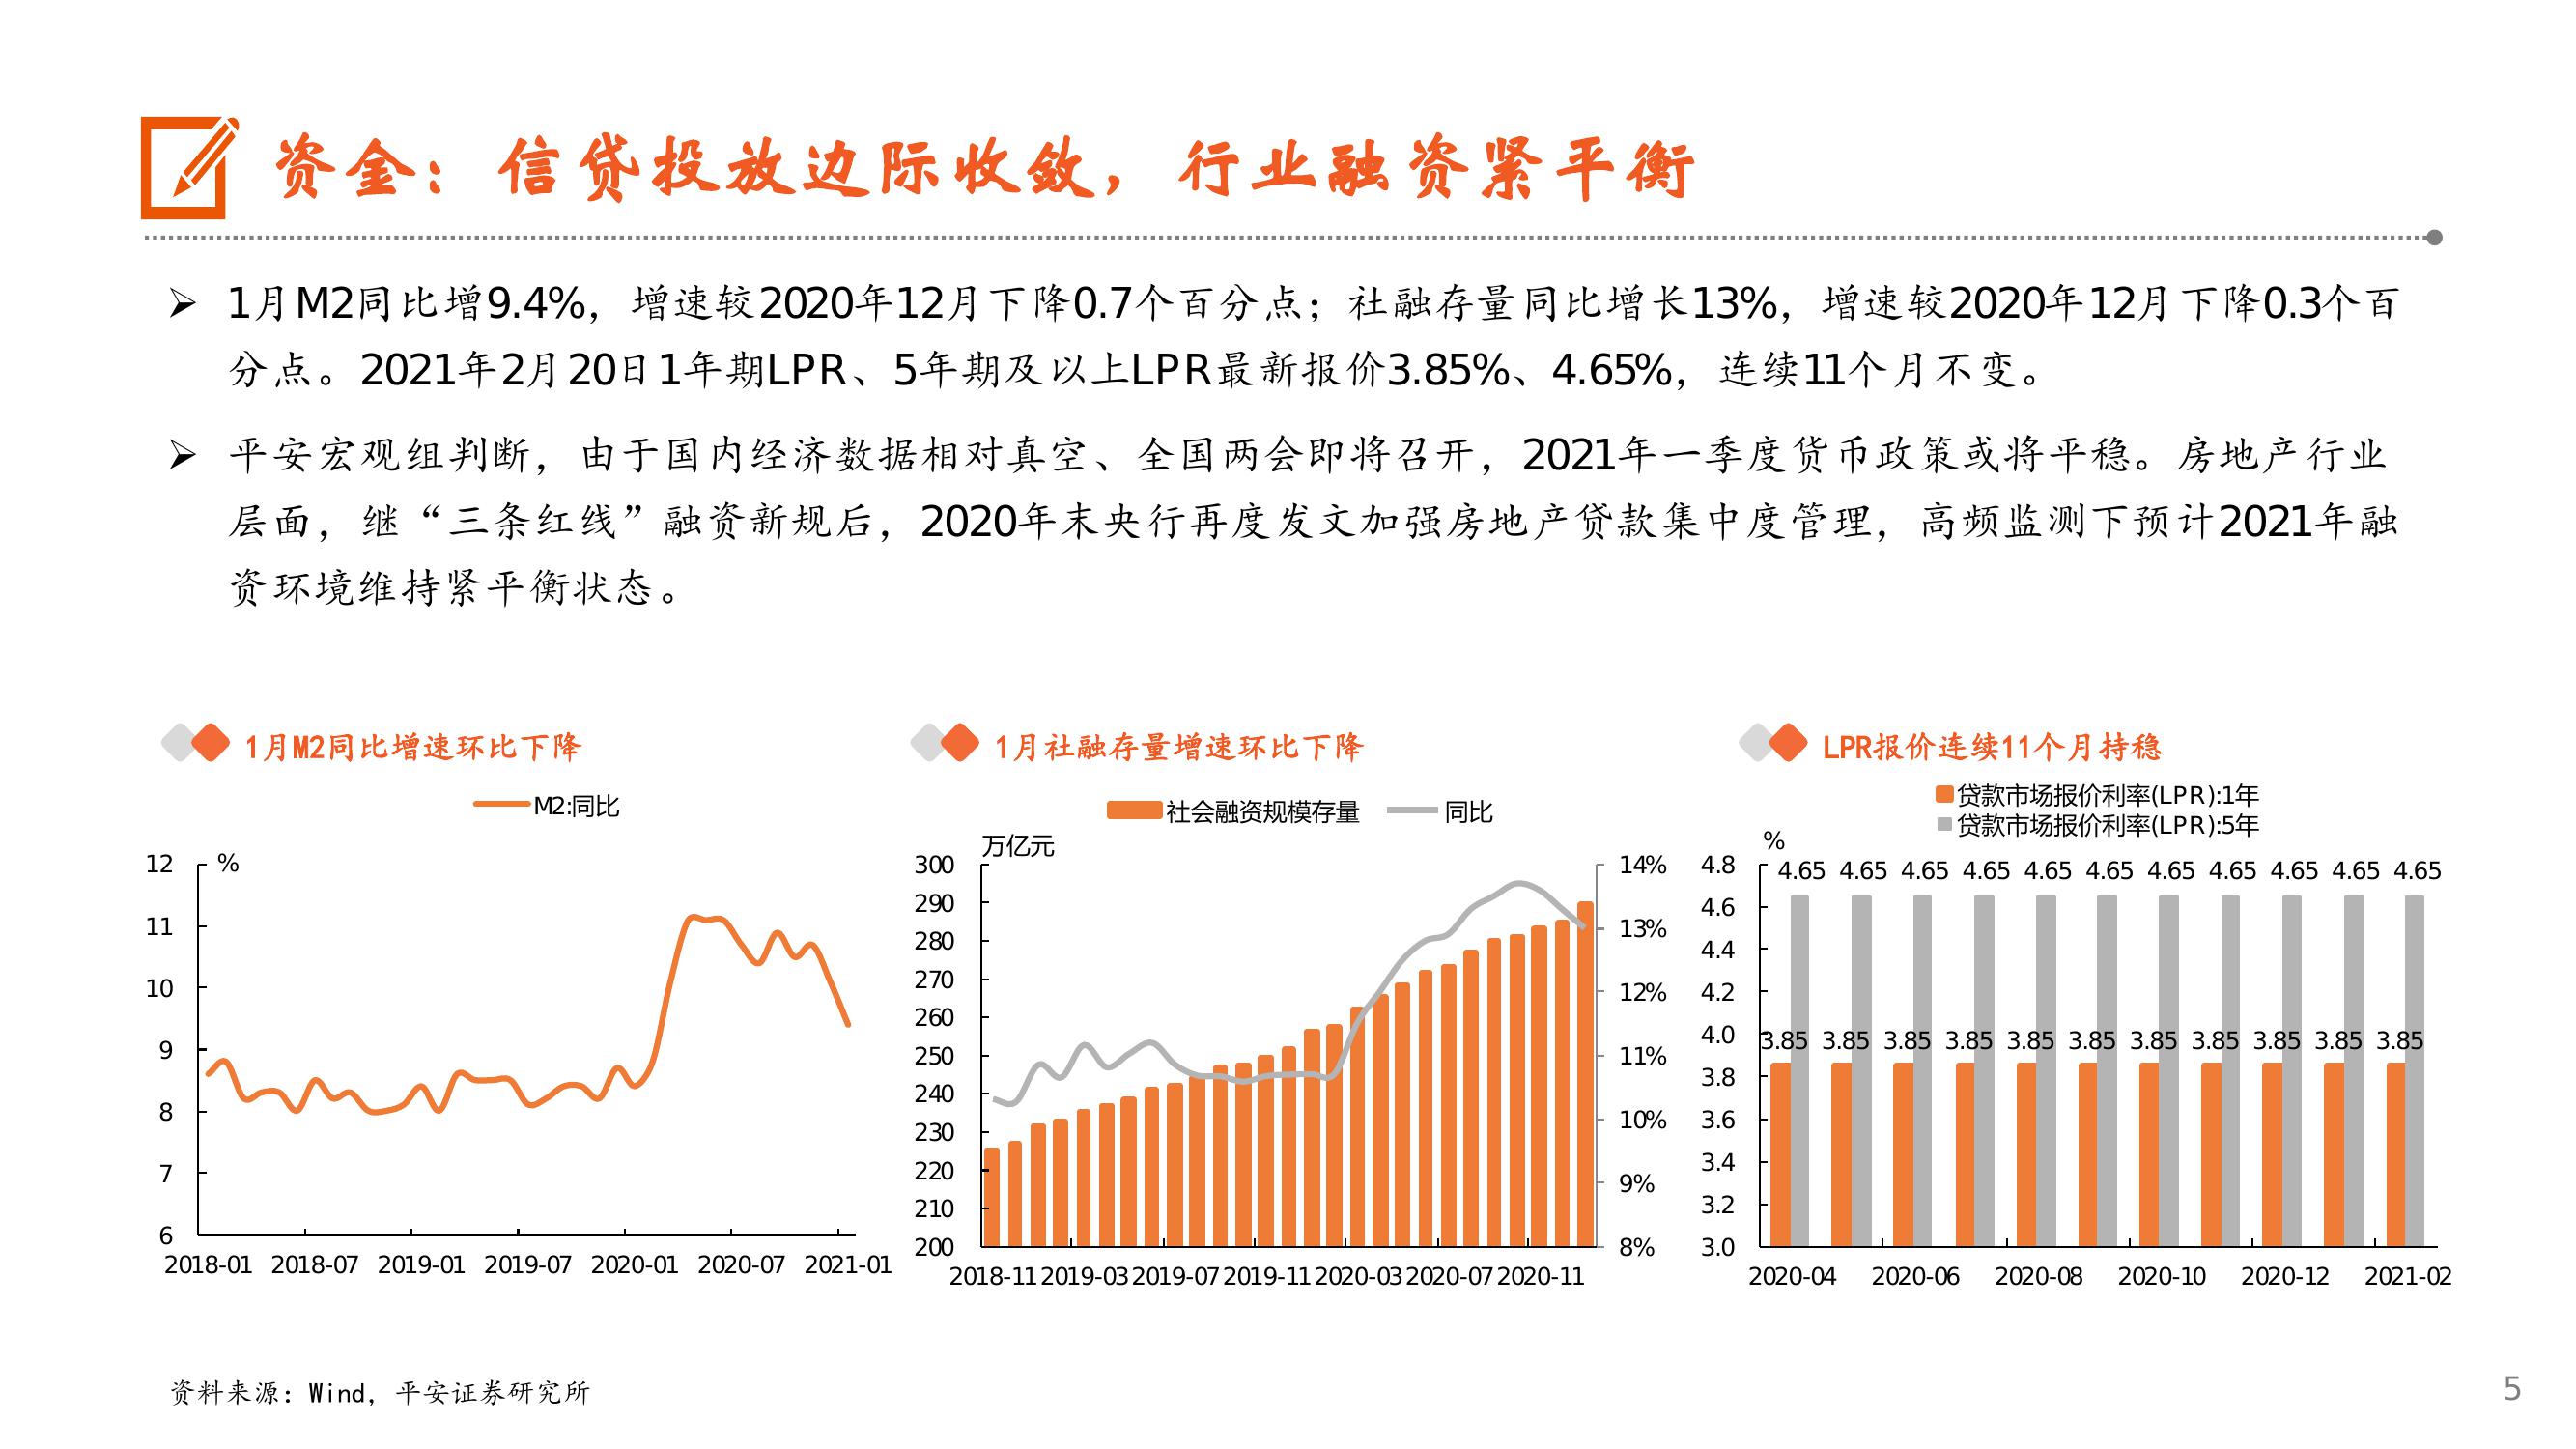 资金：信贷投放边际收敛，行业融资紧平衡
1月M2同比增9.4%，增速较2020年12月下降0.7个百分点；社融存量同比增长13%，增速较2020年12月下降0.3个百
分点。2021年2月20日1年期LPR、5年期及以上LPR最新报价3.85%、4.65%，连续11个月不变。
平安宏观组判断，由于国内经济数据相对真空、全国两会即将召开，2021年一季度货币政策或将平稳。房地产行业
层面，继“三条红线”融资新规后，2020年末央行再度发文加强房地产贷款集中度管理，高频监测下预计2021年融
资环境维持紧平衡状态。
1月M2同比增速环比下降
M2:同比
%
12
11
10
9
8
7
6
2018-01 2018-07 2019-01 2019-07 2020-01 2020-07 2021-01
1月社融存量增速环比下降
社会融资规模存量 同比
万亿元
300
290
280
270
260
250
240
230
220
210
200
14%
13%
12%
11%
10%
9%
8%
2018-11 2019-03 2019-07 2019-11 2020-03 2020-07 2020-11
LPR报价连续11个月持稳
贷款市场报价利率(LPR):1年
贷款市场报价利率(LPR):5年
%
4.8
4.6
4.4
4.2
4.0
3.8
3.6
3.4
3.2
3.0
4.65 4.65 4.65 4.65 4.65 4.65 4.65 4.65 4.65 4.65 4.65
3.85 3.85 3.85 3.85 3.85 3.85 3.85 3.85 3.85 3.85 3.85
2020-04 2020-06 2020-08 2020-10 2020-12 2021-02
资料来源：Wind，平安证券研究所
5